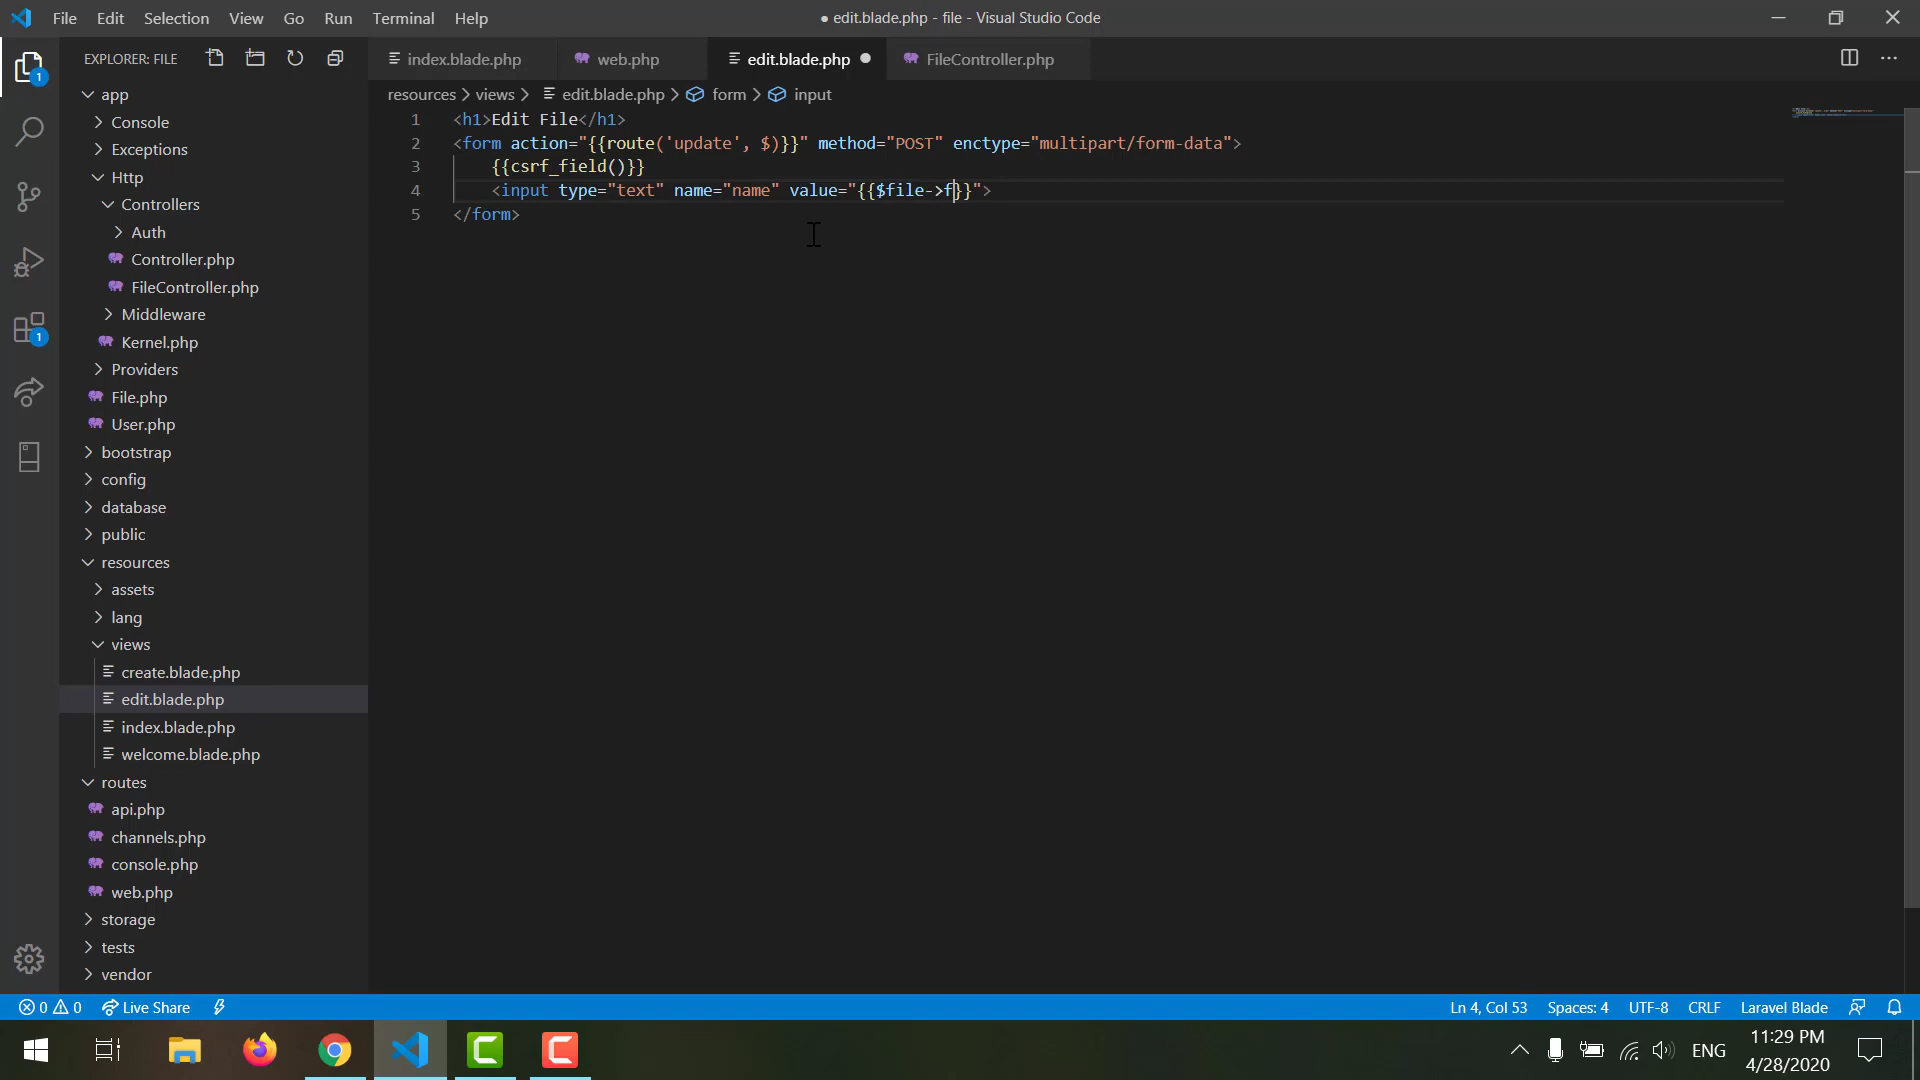 File Edit Selection View Go Run Terminal Help
● edit.blade.php - file - Visual Studio Code
EXPLORER: FILE
index.blade.php
web.php
edit.blade.php
FileController.php
resources > views > edit.blade.php > form > input
1 <h1>Edit File</h1>
2 <form action="{{route('update', $)}}" method="POST" enctype="multipart/form-data">
3 {{csrf_field()}}
4 <input type="text" name="name" value="{{$file->f}}">
5 </form>
1
1
app
Console
Exceptions
Http
Controllers
Auth
Controller.php
FileController.php
Middleware
Kernel.php
Providers
File.php
User.php
bootstrap
config
database
public
resources
assets
lang
views
create.blade.php
edit.blade.php
index.blade.php
welcome.blade.php
routes
api.php
channels.php
console.php
web.php
storage
tests
vendor
0 0 Live Share
Ln 4, Col 53 Spaces: 4 UTF-8 CRLF Laravel Blade
ENG
11:29 PM
4/28/2020